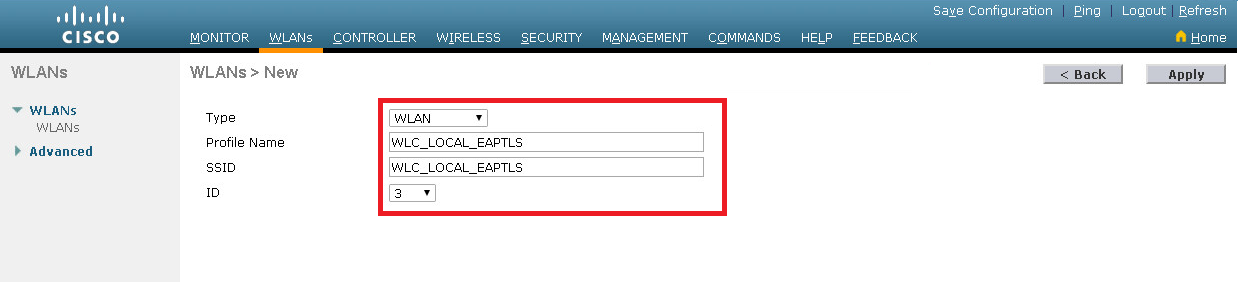 Save Configuration | Ping | Logout | Refresh
CISCO
MONITOR WLANs CONTROLLER WIRELESS SECURITY MANAGEMENT COMMANDS HELP FEEDBACK Home
WLANs
WLANs > New
< Back Apply
WLANs
WLANs
Advanced
Type WLAN
Profile Name WLC_LOCAL_EAPTLS
SSID WLC_LOCAL_EAPTLS
ID 3